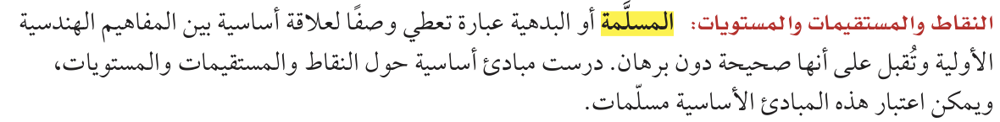 النقاط والمستقيمات والمستويات: المسلَّمة أو البدهية عبارة تعطي وصفًا لعلاقة أساسية بين المفاهيم الهندسية
الأولية وتُقبل على أنها صحيحة دون برهان. درست مبادئ أساسية حول النقاط والمستقيمات والمستويات،
ويمكن اعتبار هذه المبادئ الأساسية مسلّمات.